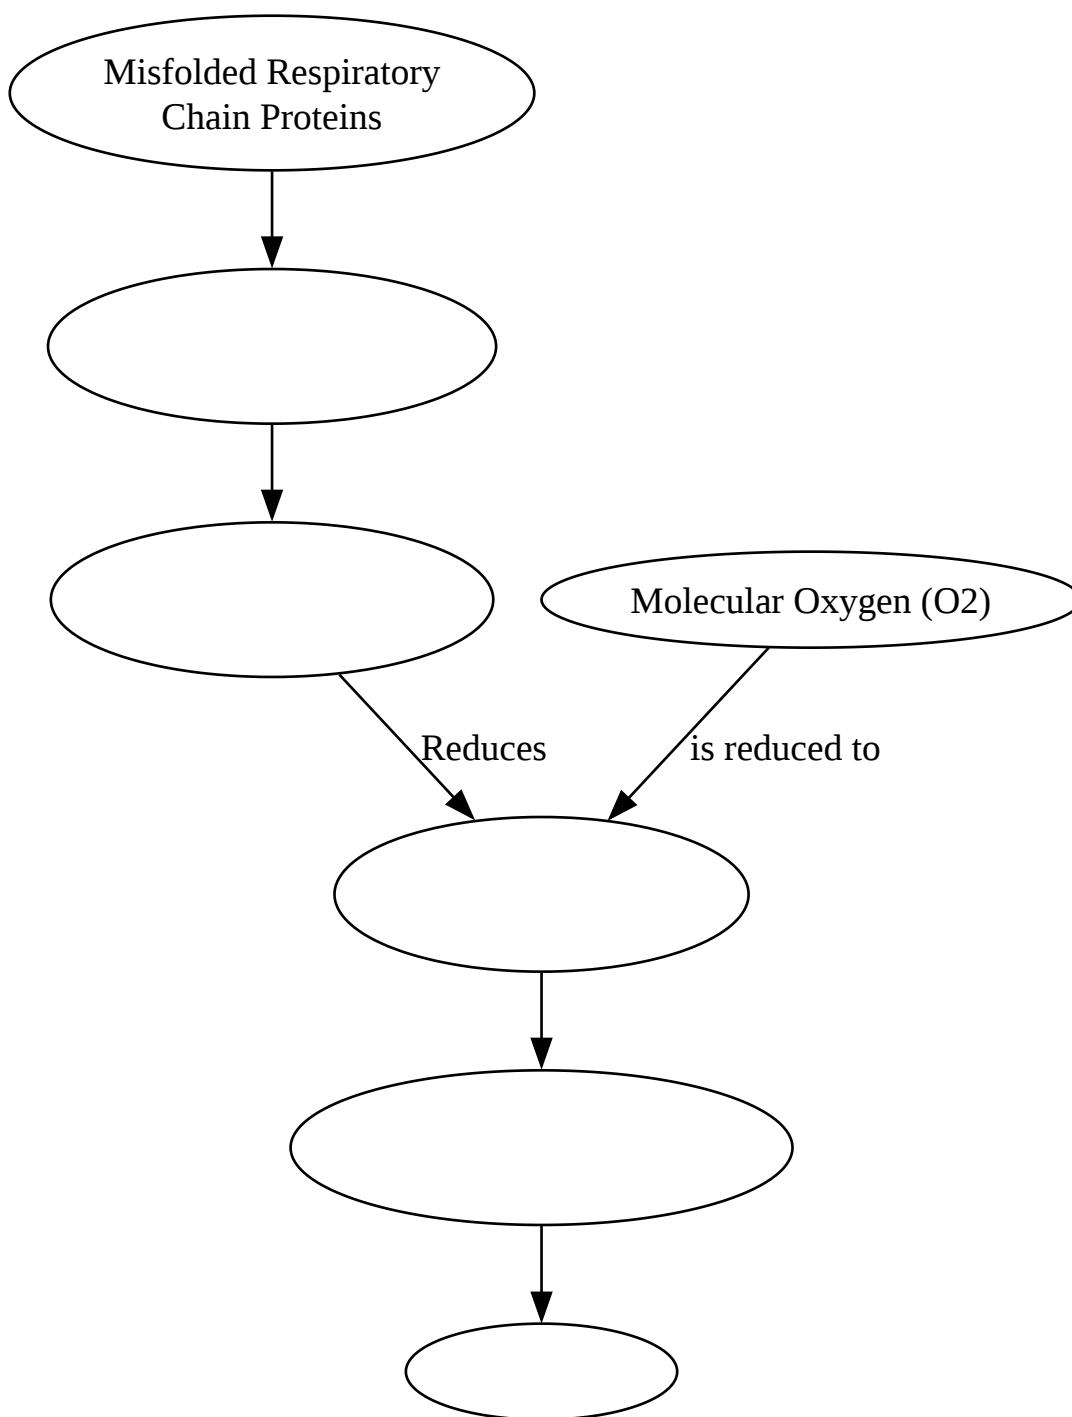 Misfolded Respiratory
Chain Proteins
Molecular Oxygen (O2)
Reduces
is reduced to